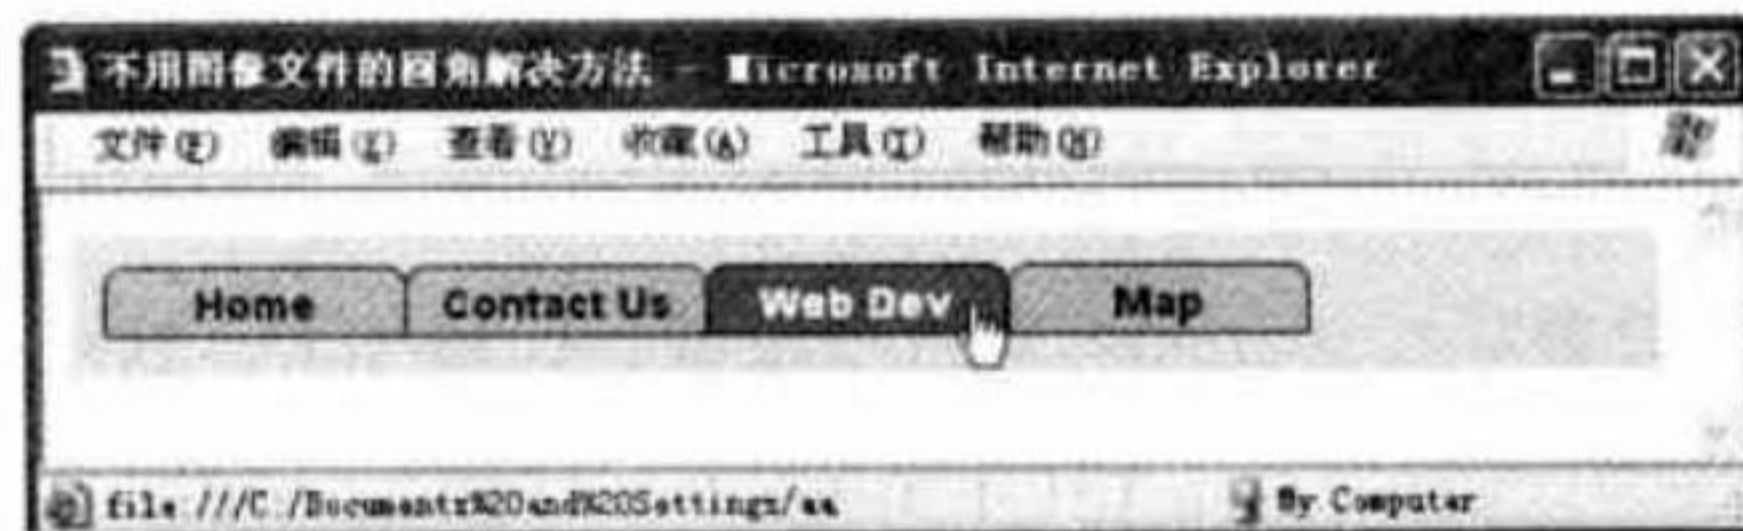 不用图像文件的圆角解决方法 - Microsoft Internet Explorer
文件(F) 编辑(E) 查看(V) 收藏(A) 工具(T) 帮助(H)
Home Contact Us Web Dev Map
file:///C:/Documents%20and%20Settings/aa My Computer